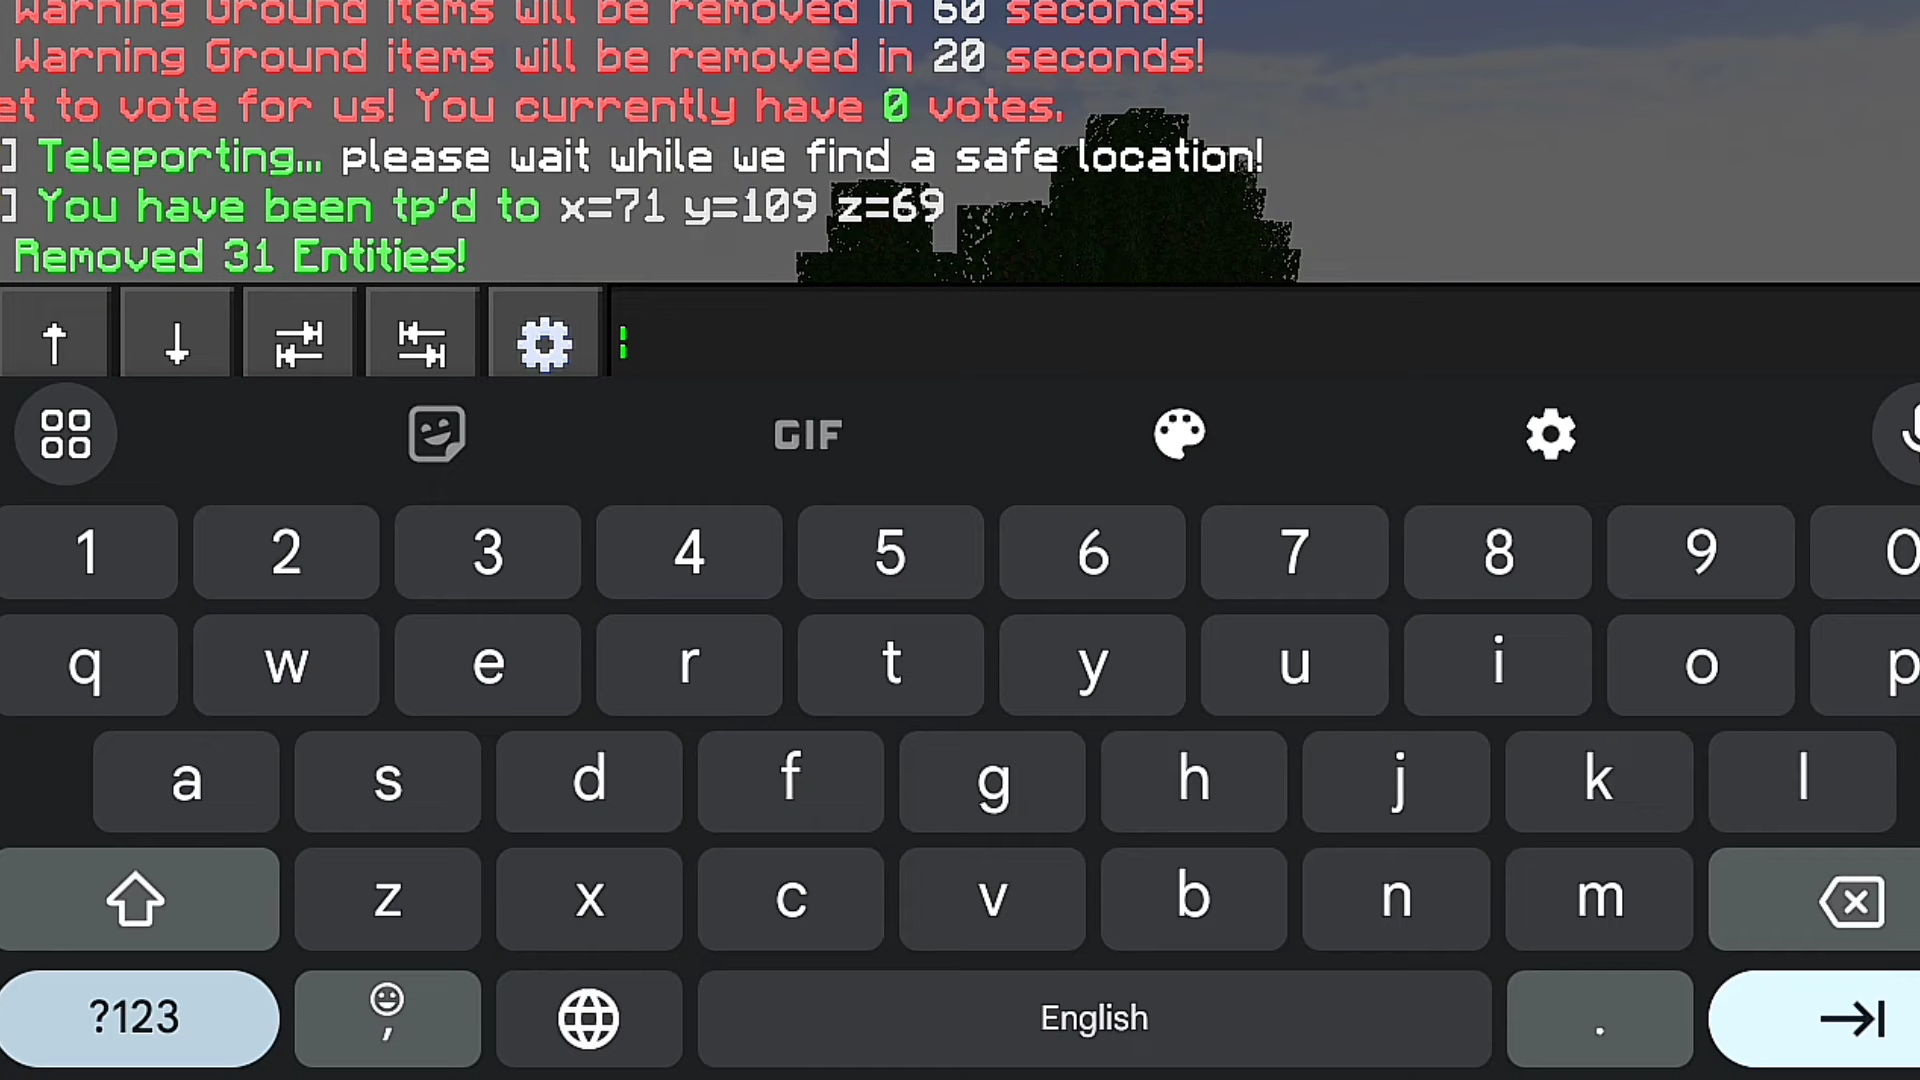 Warning Ground items will be removed in 60 seconds!
Warning Ground items will be removed in 20 seconds!
et to vote for us! You currently have 0 votes.
] Teleporting... please wait while we find a safe location!
] You have been tp'd to x=71 y=109 z=69
Removed 31 Entities!
GIF
1 2 3 4 5 6 7 8 9 0
q w e r t y u i o p
a s d f g h j k l
z x c v b n m
?123 , English .